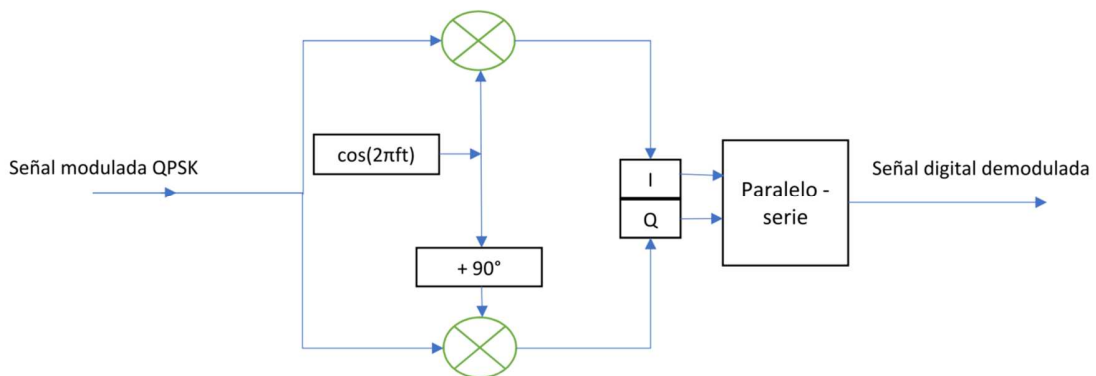 Señal modulada QPSK
cos(2πft)
+ 90°
I
Q
Paralelo -
serie
Señal digital demodulada